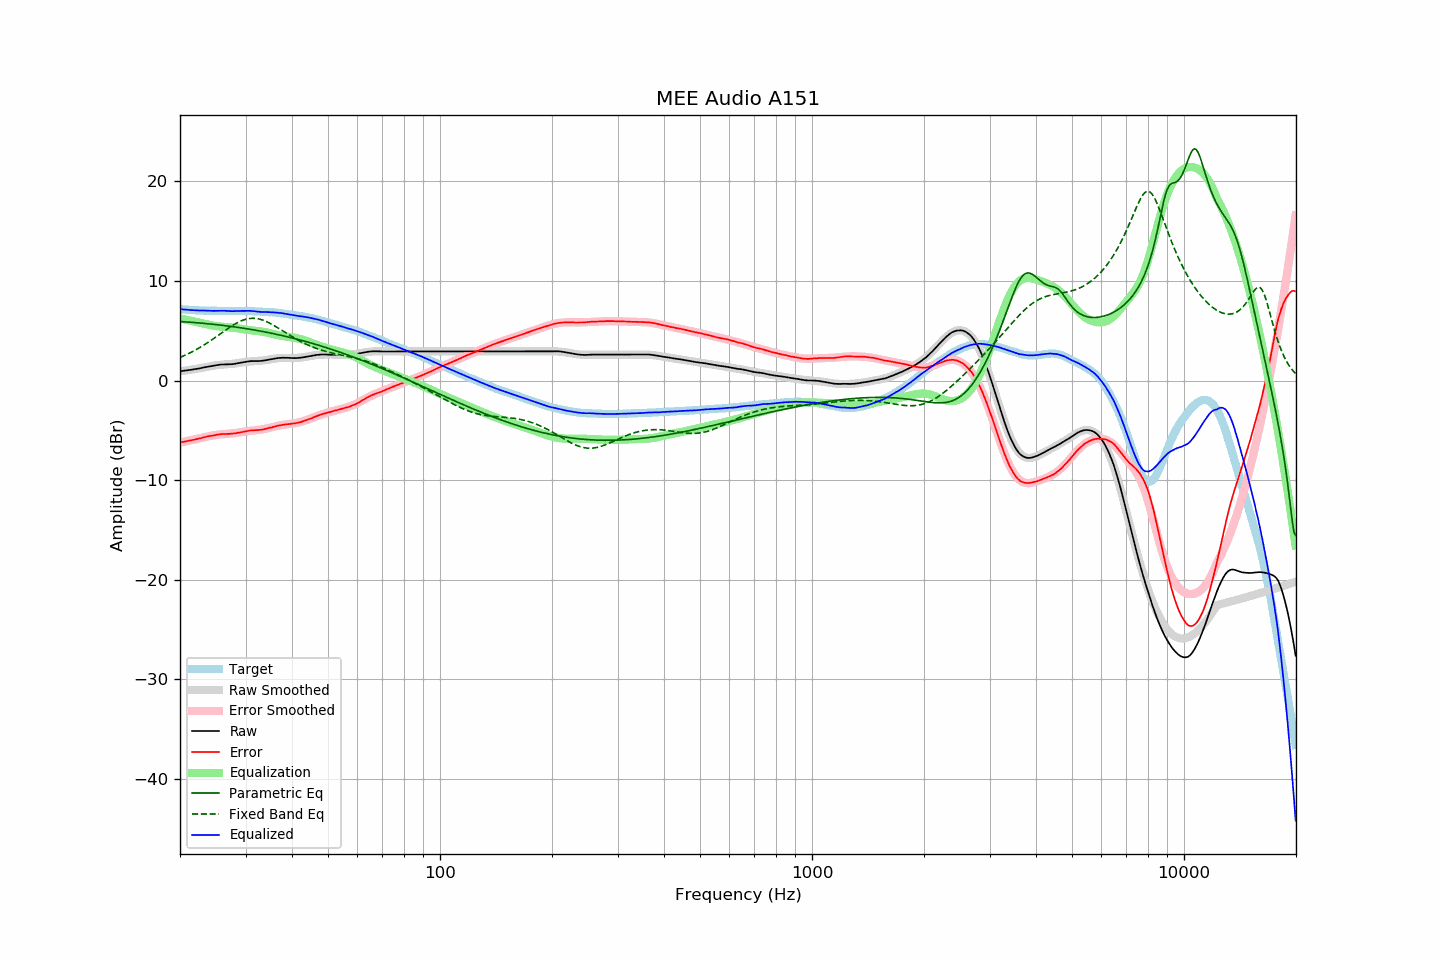 MEE Audio A151
20
10
0
−10
−20
−30
−40
Amplitude (dBr)
Target
Raw Smoothed
Error Smoothed
Raw
Error
Equalization
Parametric Eq
Fixed Band Eq
Equalized
100
1000
10000
Frequency (Hz)